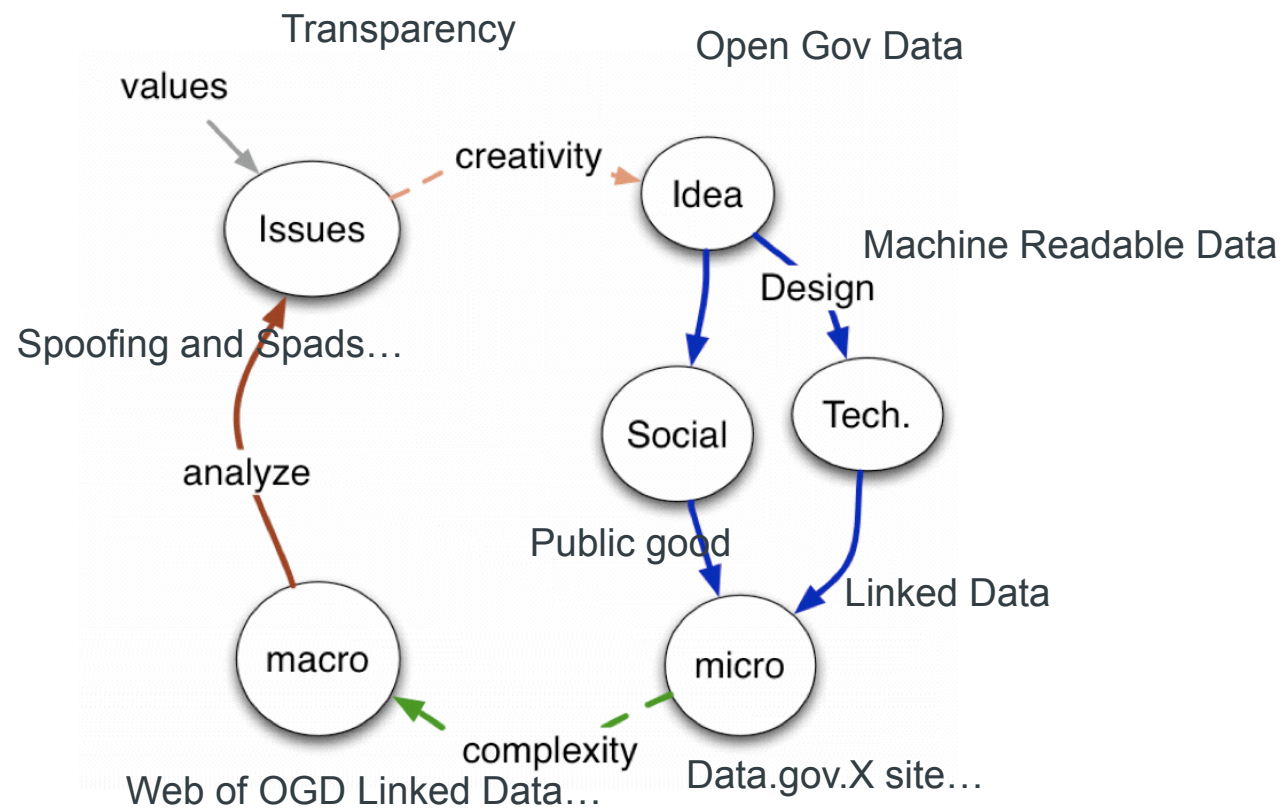 Transparency
Open Gov Data
values
creativity
Idea
Issues
Machine Readable Data
Design
Spoofing and Spads…
Tech.
Social
analyze
Public good
Linked Data
macro
micro
complexity
Data.gov.X site…
Web of OGD Linked Data…